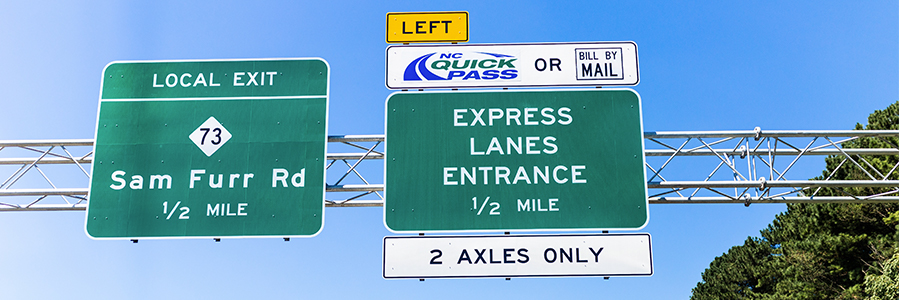 LOCAL EXIT
73
Sam Furr Rd
1/2 MILE
LEFT
NC
QUICK
PASS
OR
BILL BY
MAIL
EXPRESS
LANES
ENTRANCE
1/2 MILE
2 AXLES ONLY